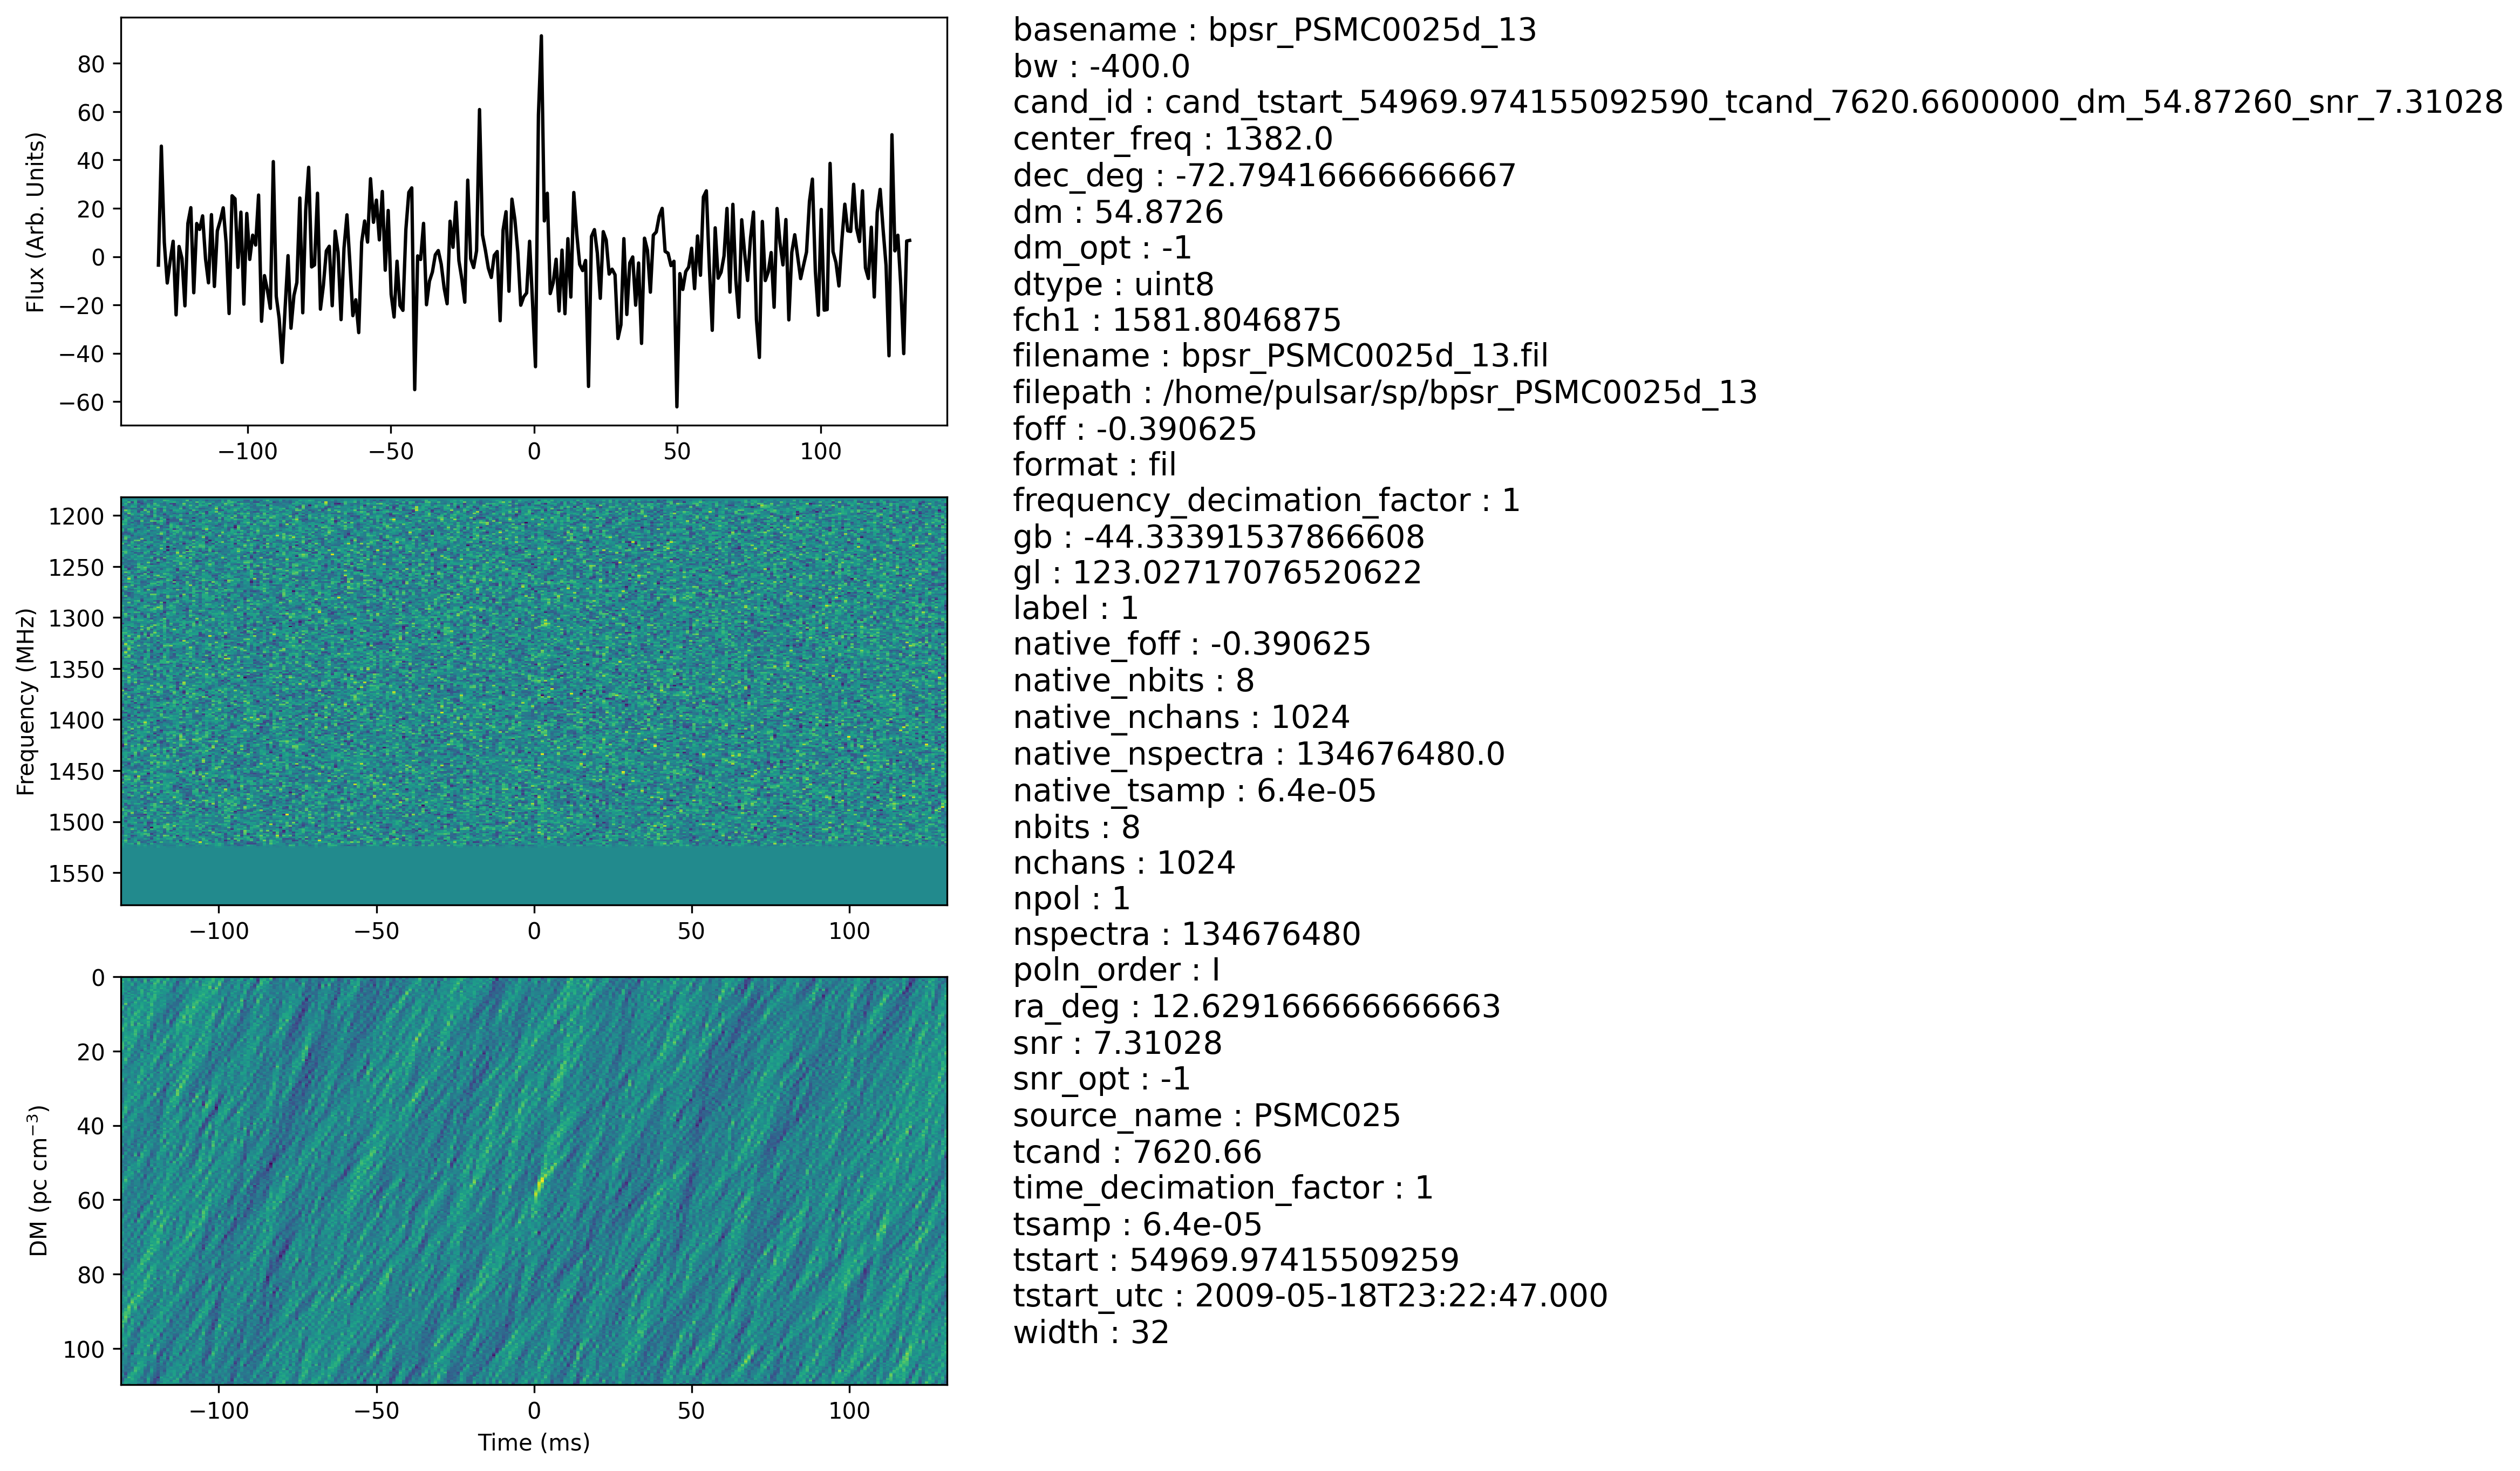 80
60
40
20
0
−20
−40
−60
Flux (Arb. Units)
−100 −50 0 50 100
1200
1250
1300
1350
1400
1450
1500
1550
Frequency (MHz)
−100 −50 0 50 100
0
20
40
60
80
100
DM (pc cm⁻³)
−100 −50 0 50 100
Time (ms)
basename : bpsr_PSMC0025d_13
bw : -400.0
cand_id : cand_tstart_54969.974155092590_tcand_7620.6600000_dm_54.87260_snr_7.31028
center_freq : 1382.0
dec_deg : -72.79416666666667
dm : 54.8726
dm_opt : -1
dtype : uint8
fch1 : 1581.8046875
filename : bpsr_PSMC0025d_13.fil
filepath : /home/pulsar/sp/bpsr_PSMC0025d_13
foff : -0.390625
format : fil
frequency_decimation_factor : 1
gb : -44.33391537866608
gl : 123.02717076520622
label : 1
native_foff : -0.390625
native_nbits : 8
native_nchans : 1024
native_nspectra : 134676480.0
native_tsamp : 6.4e-05
nbits : 8
nchans : 1024
npol : 1
nspectra : 134676480
poln_order : I
ra_deg : 12.629166666666663
snr : 7.31028
snr_opt : -1
source_name : PSMC025
tcand : 7620.66
time_decimation_factor : 1
tsamp : 6.4e-05
tstart : 54969.97415509259
tstart_utc : 2009-05-18T23:22:47.000
width : 32